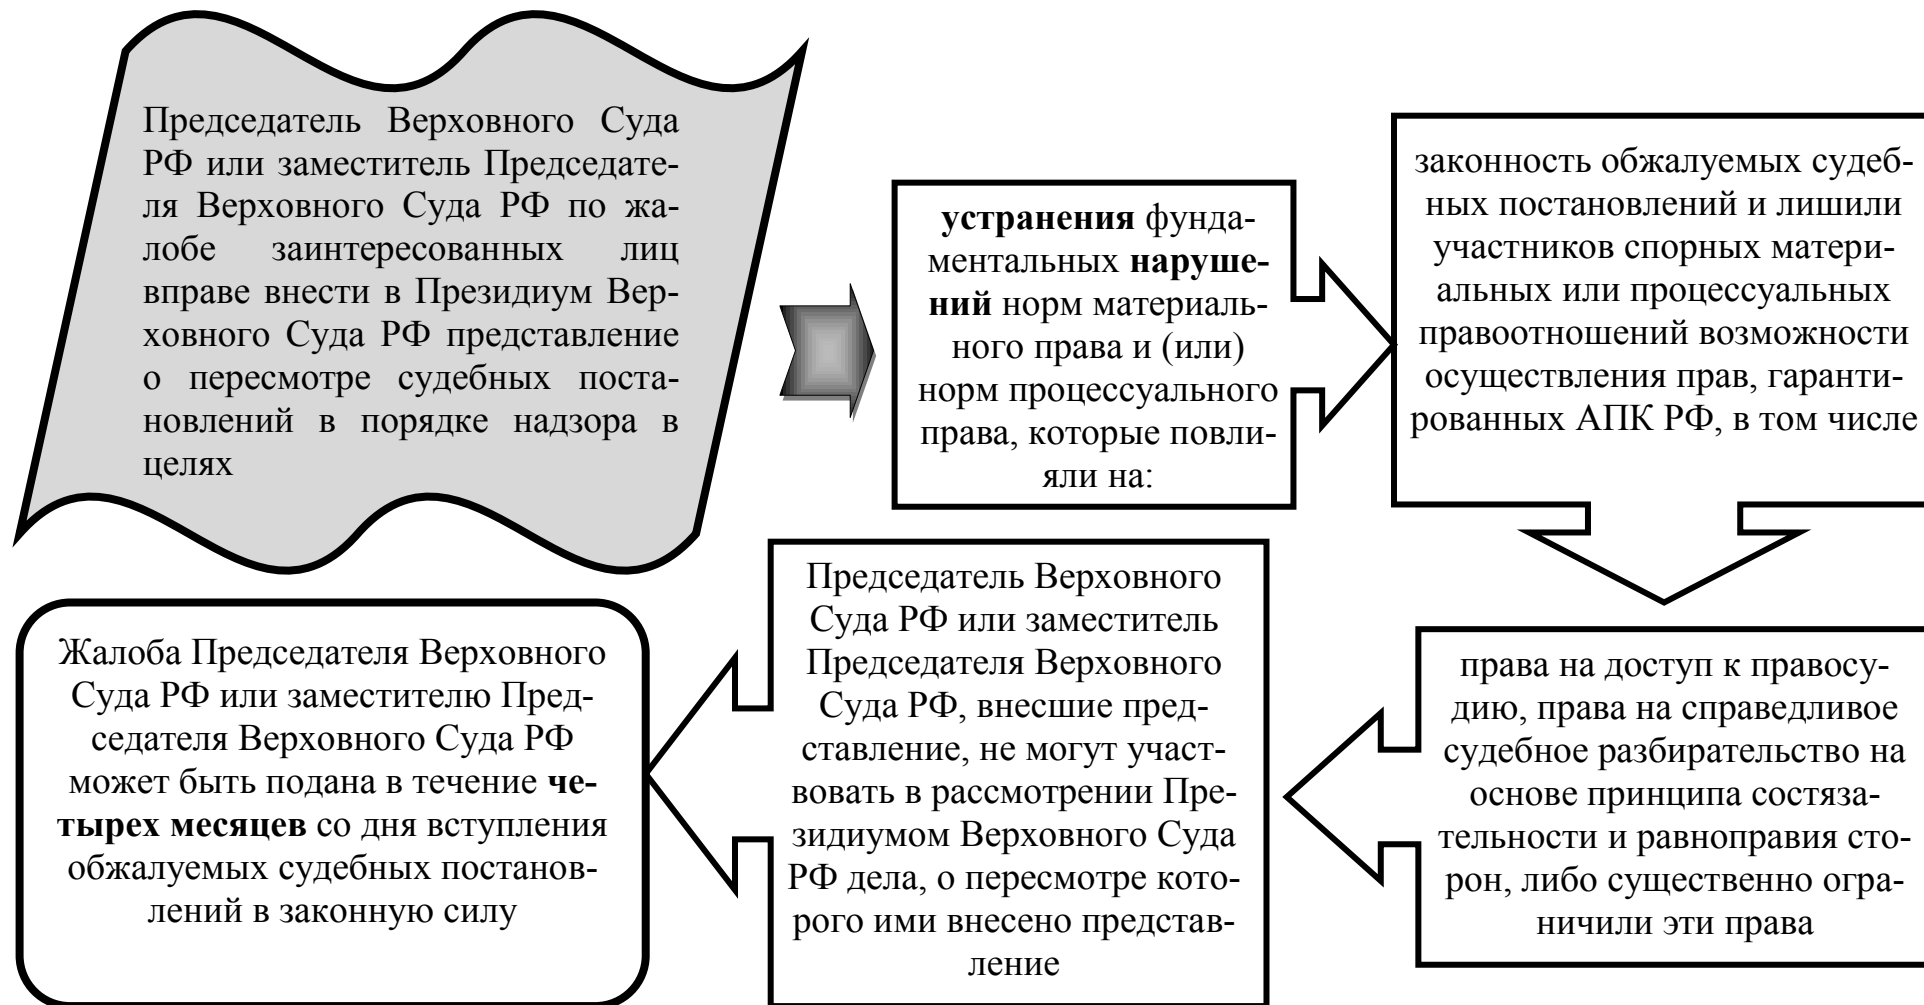 Председатель Верховного Суда
РФ или заместитель Председате-
ля Верховного Суда РФ по жа-
лобе заинтересованных лиц
вправе внести в Президиум Вер-
ховного Суда РФ представление
о пересмотре судебных поста-
новлений в порядке надзора в
целях
устранения фунда-
ментальных наруше-
ний норм материаль-
ного права и (или)
норм процессуального
права, которые повли-
яли на:
законность обжалуемых судеб-
ных постановлений и лишили
участников спорных матери-
альных или процессуальных
правоотношений возможности
осуществления прав, гаранти-
рованных АПК РФ, в том числе
права на доступ к правосу-
дию, права на справедливое
судебное разбирательство на
основе принципа состяза-
тельности и равноправия сто-
рон, либо существенно огра-
ничили эти права
Председатель Верховного
Суда РФ или заместитель
Председателя Верховного
Суда РФ, внесшие пред-
ставление, не могут участ-
вовать в рассмотрении Пре-
зидиумом Верховного Суда
РФ дела, о пересмотре кото-
рого ими внесено представ-
ление
Жалоба Председателя Верховного
Суда РФ или заместителю Пред-
седателя Верховного Суда РФ
может быть подана в течение че-
тырех месяцев со дня вступления
обжалуемых судебных постанов-
лений в законную силу